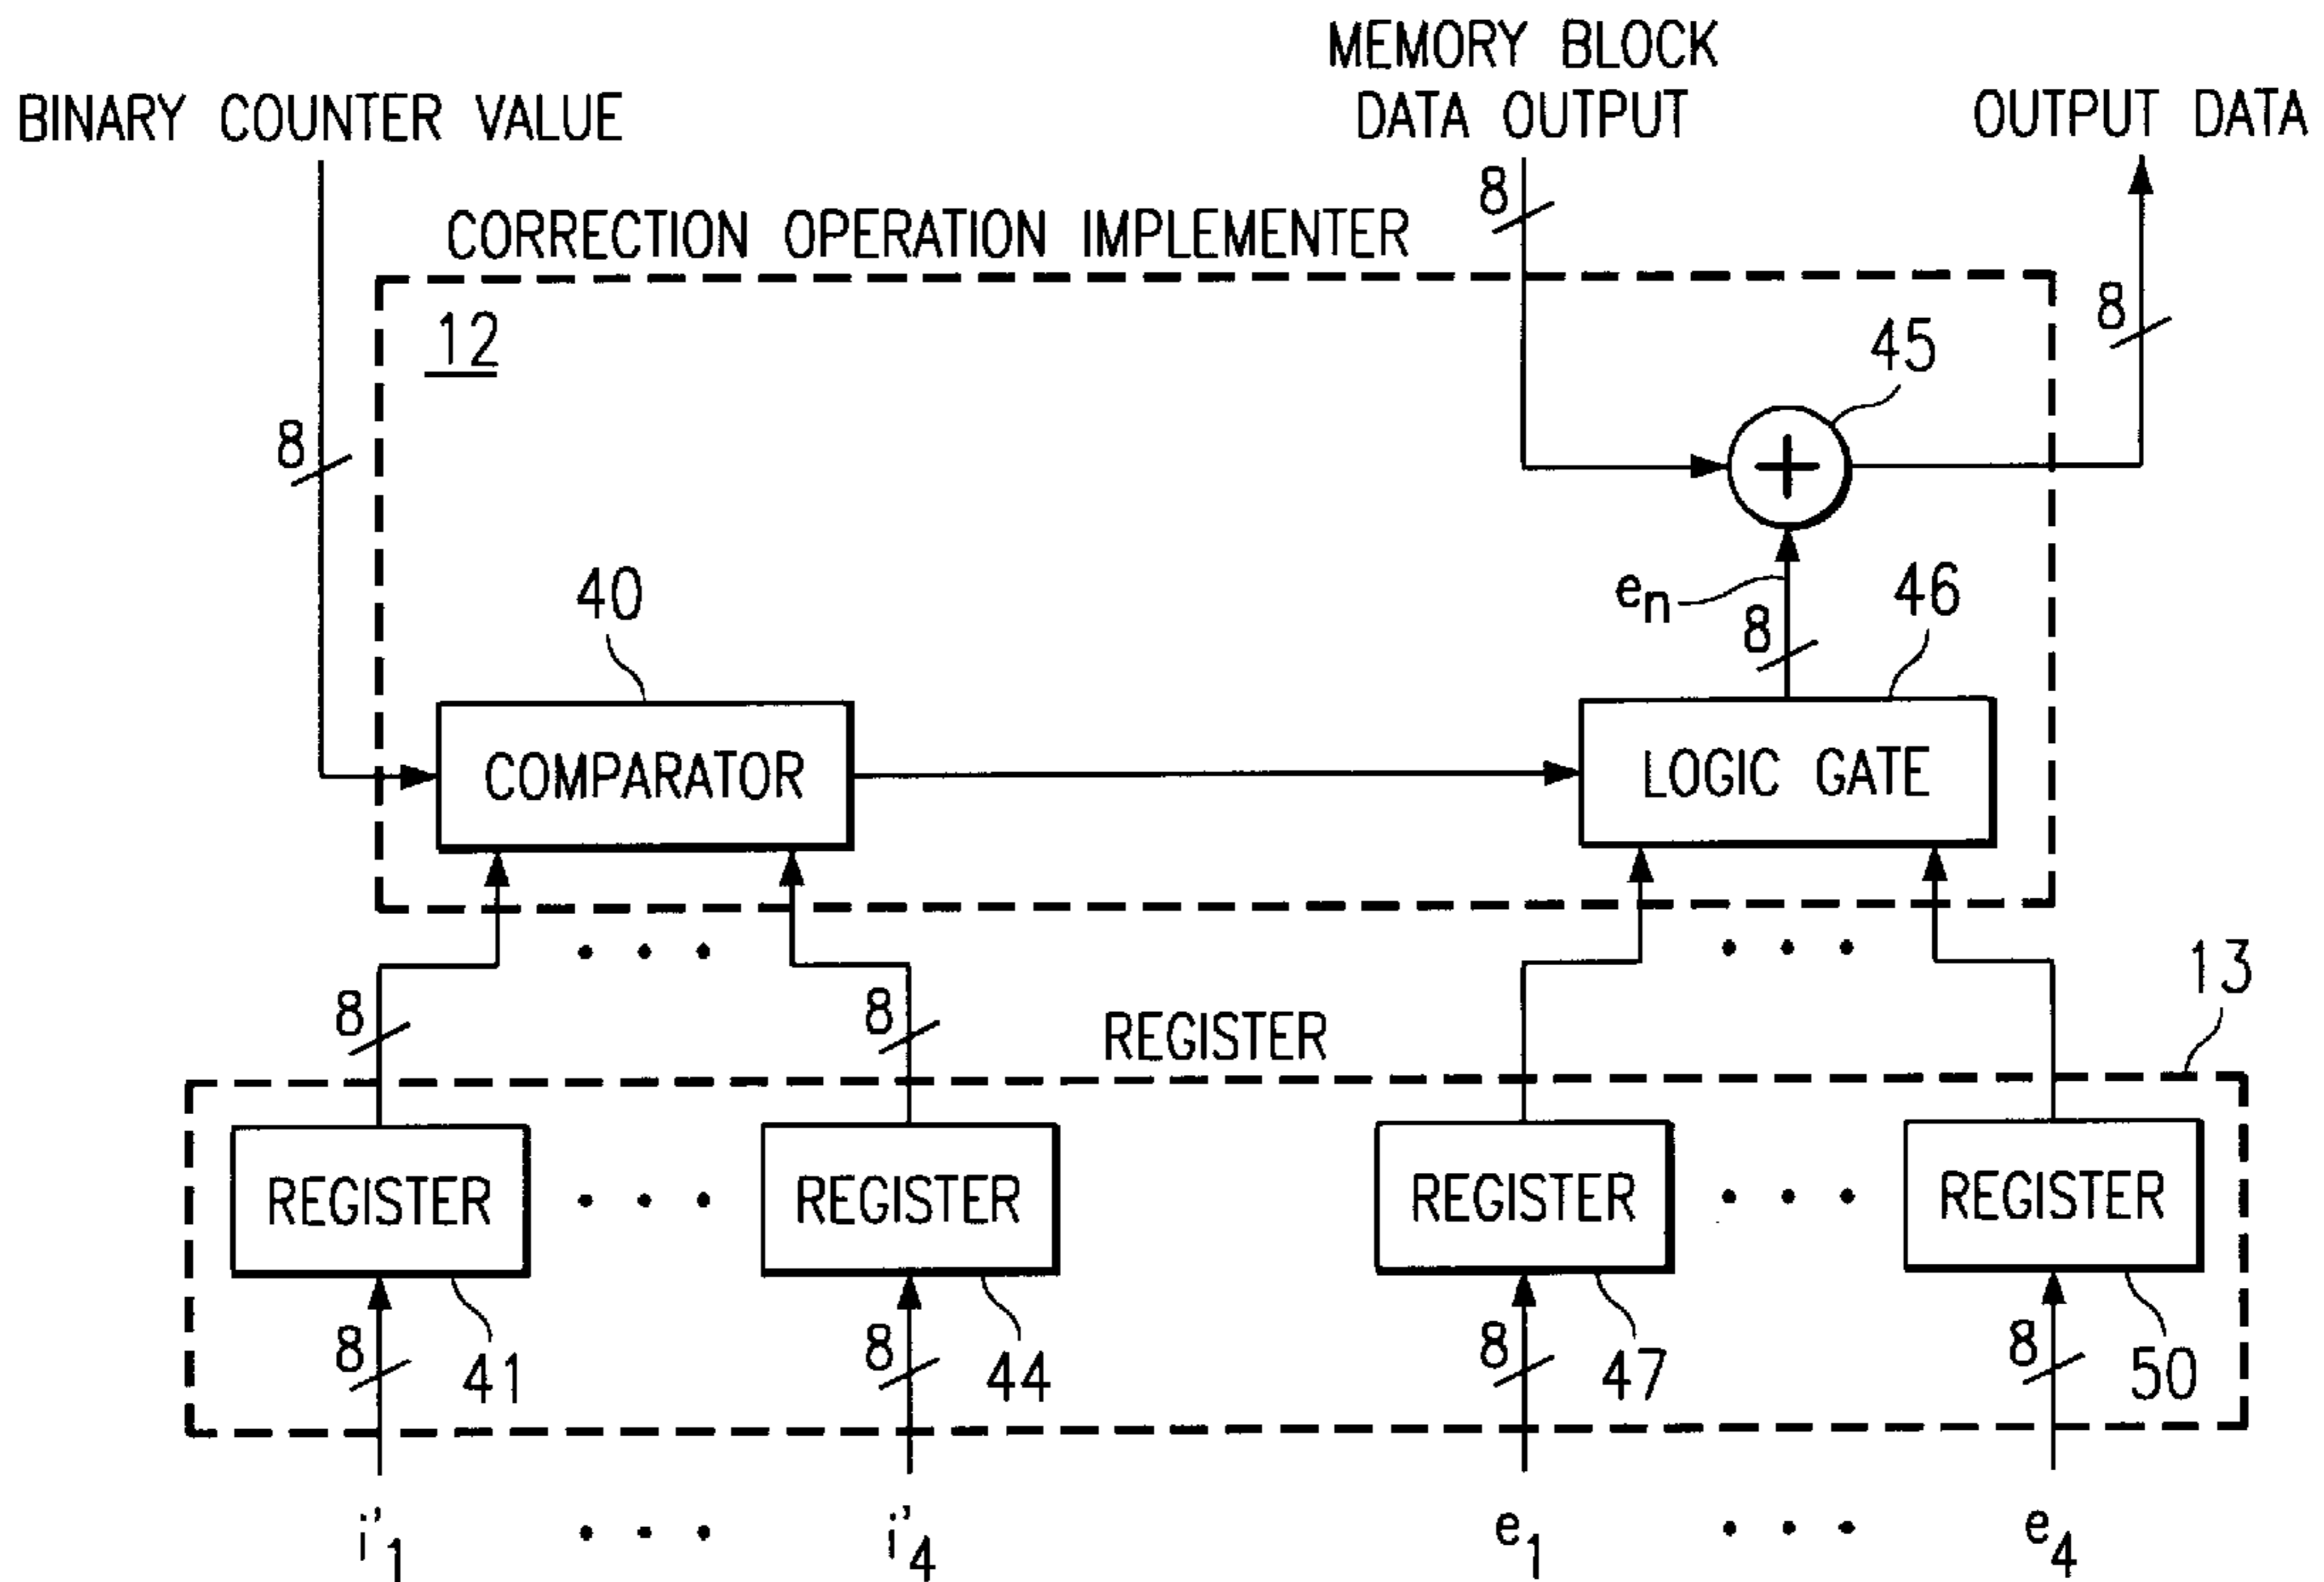 MEMORY BLOCK
BINARY COUNTER VALUE
DATA OUTPUT
OUTPUT DATA
8
CORRECTION OPERATION IMPLEMENTER
8
12
45
8
+
40
en
8
46
COMPARATOR
LOGIC GATE
13
8
8
REGISTER
REGISTER
REGISTER
REGISTER
REGISTER
8
41
8
44
8
47
8
50
i'1
i'4
e1
e4